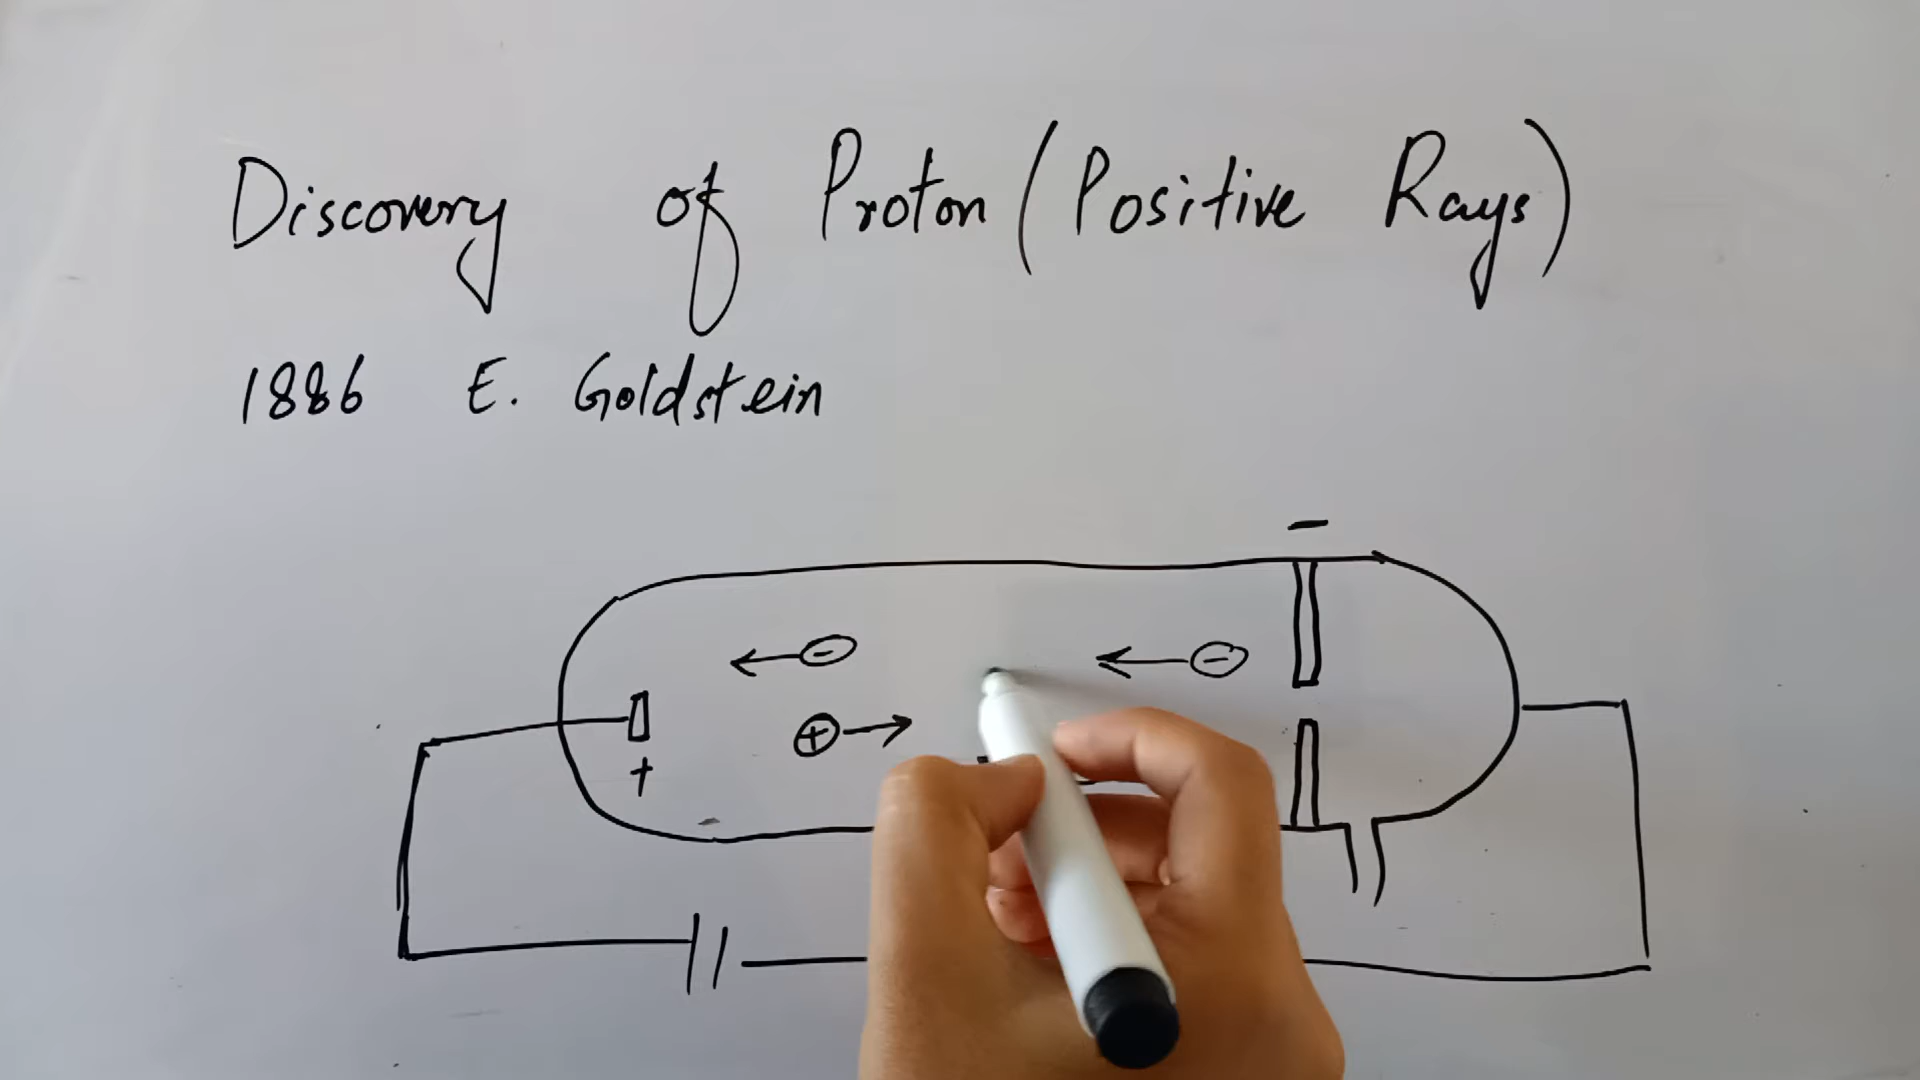 Discovery of Proton (Positive Rays)
1886 E. Goldstein
-
- -
+
+